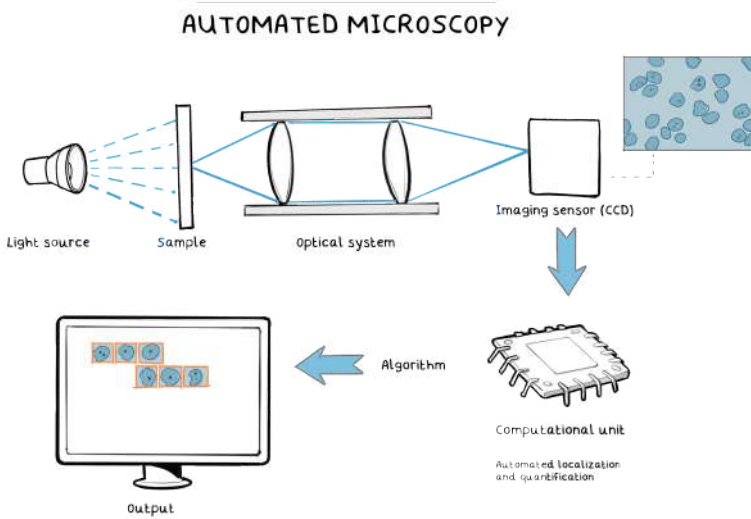 AUTOMATED MICROSCOPY
Light source
Sample
Optical system
Imaging sensor (CCD)
Algorithm
Computational unit
Automated localization
and quantification
Output